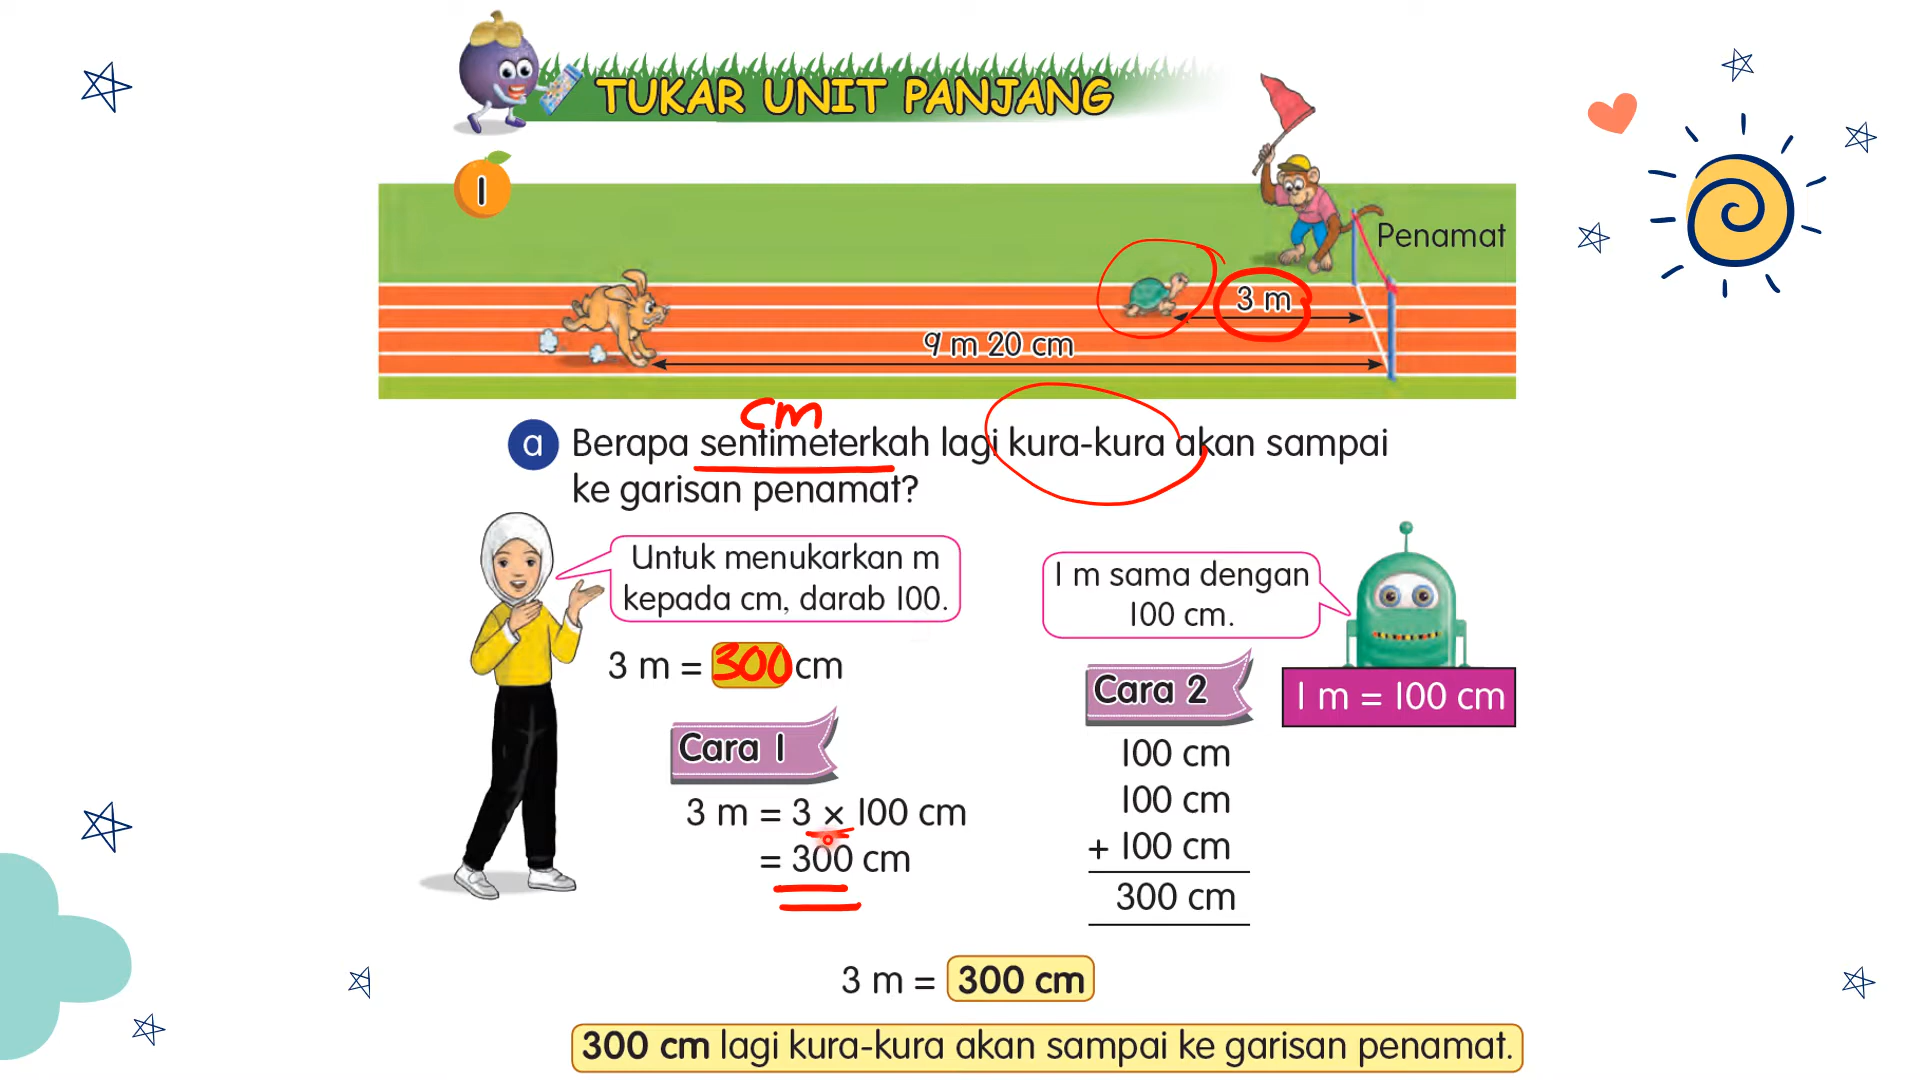 TUKAR UNIT PANJANG
1
Penamat
3 m
9 m 20 cm
cm
a Berapa sentimeterkah lagi kura-kura akan sampai
ke garisan penamat?
Untuk menukarkan m
kepada cm, darab 100.
1 m sama dengan
100 cm.
3 m = 300 cm
1 m = 100 cm
Cara 1
3 m = 3 × 100 cm
= 300 cm
Cara 2
100 cm
100 cm
+ 100 cm
300 cm
3 m = 300 cm
300 cm lagi kura-kura akan sampai ke garisan penamat.